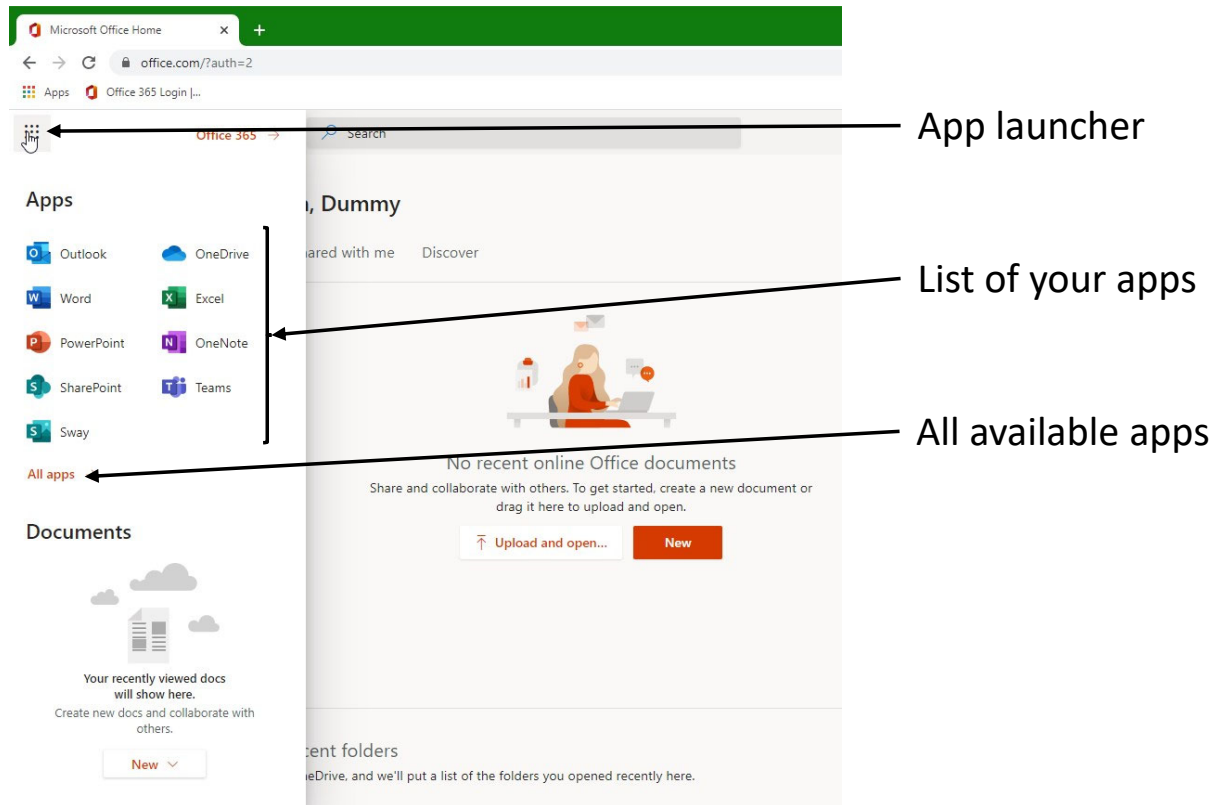 Microsoft Office Home
office.com/?auth=2
Apps Office 365 Login |...
Office 365 → Search
App launcher
Apps
, Dummy
Outlook OneDrive
ared with me Discover
Word Excel
List of your apps
PowerPoint OneNote
SharePoint Teams
Sway
All available apps
All apps
No recent online Office documents
Share and collaborate with others. To get started, create a new document or
drag it here to upload and open.
Upload and open... New
Documents
Your recently viewed docs
will show here.
Create new docs and collaborate with
others.
New
cent folders
eDrive, and we'll put a list of the folders you opened recently here.